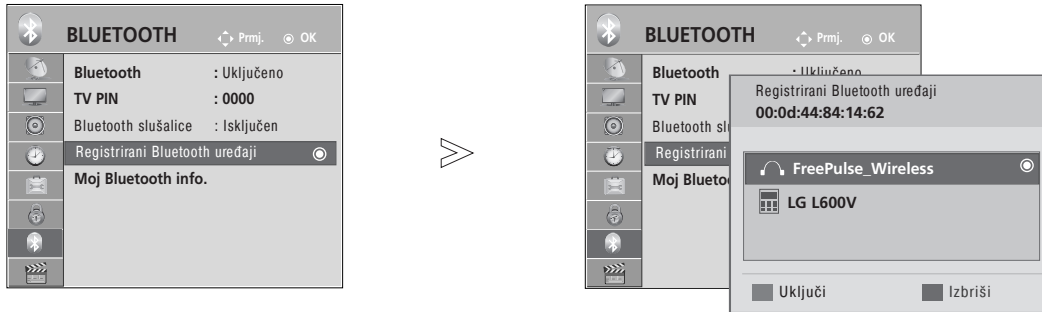 BLUETOOTH Prmj. OK
Bluetooth : Uključeno
TV PIN : 0000
Bluetooth slušalice : Isključen
Registrirani Bluetooth uređaji
Moj Bluetooth info.
BLUETOOTH Prmj. OK
Bluetooth : Uključeno
TV PIN
Bluetooth slu
Registrirani
Moj Blueto
Registrirani Bluetooth uređaji
00:0d:44:84:14:62
FreePulse_Wireless
LG L600V
Uključi Izbriši